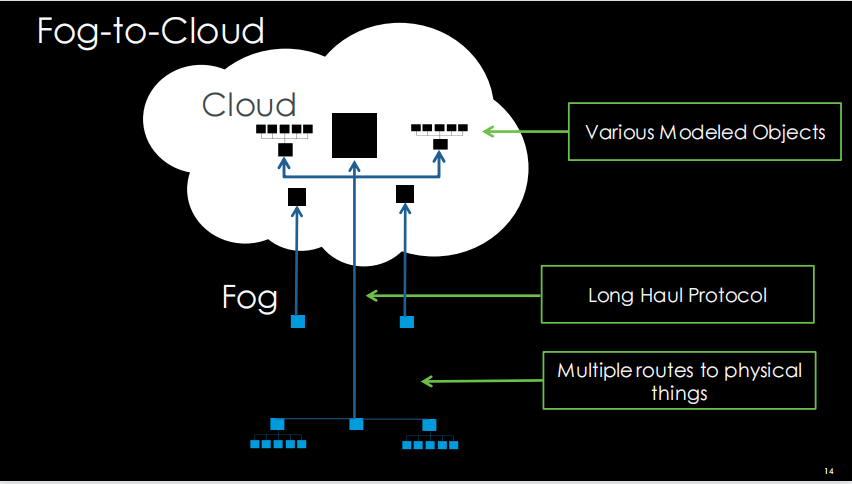 Fog-to-Cloud
Cloud
Various Modeled Objects
Fog
Long Haul Protocol
Multiple routes to physical
things
14